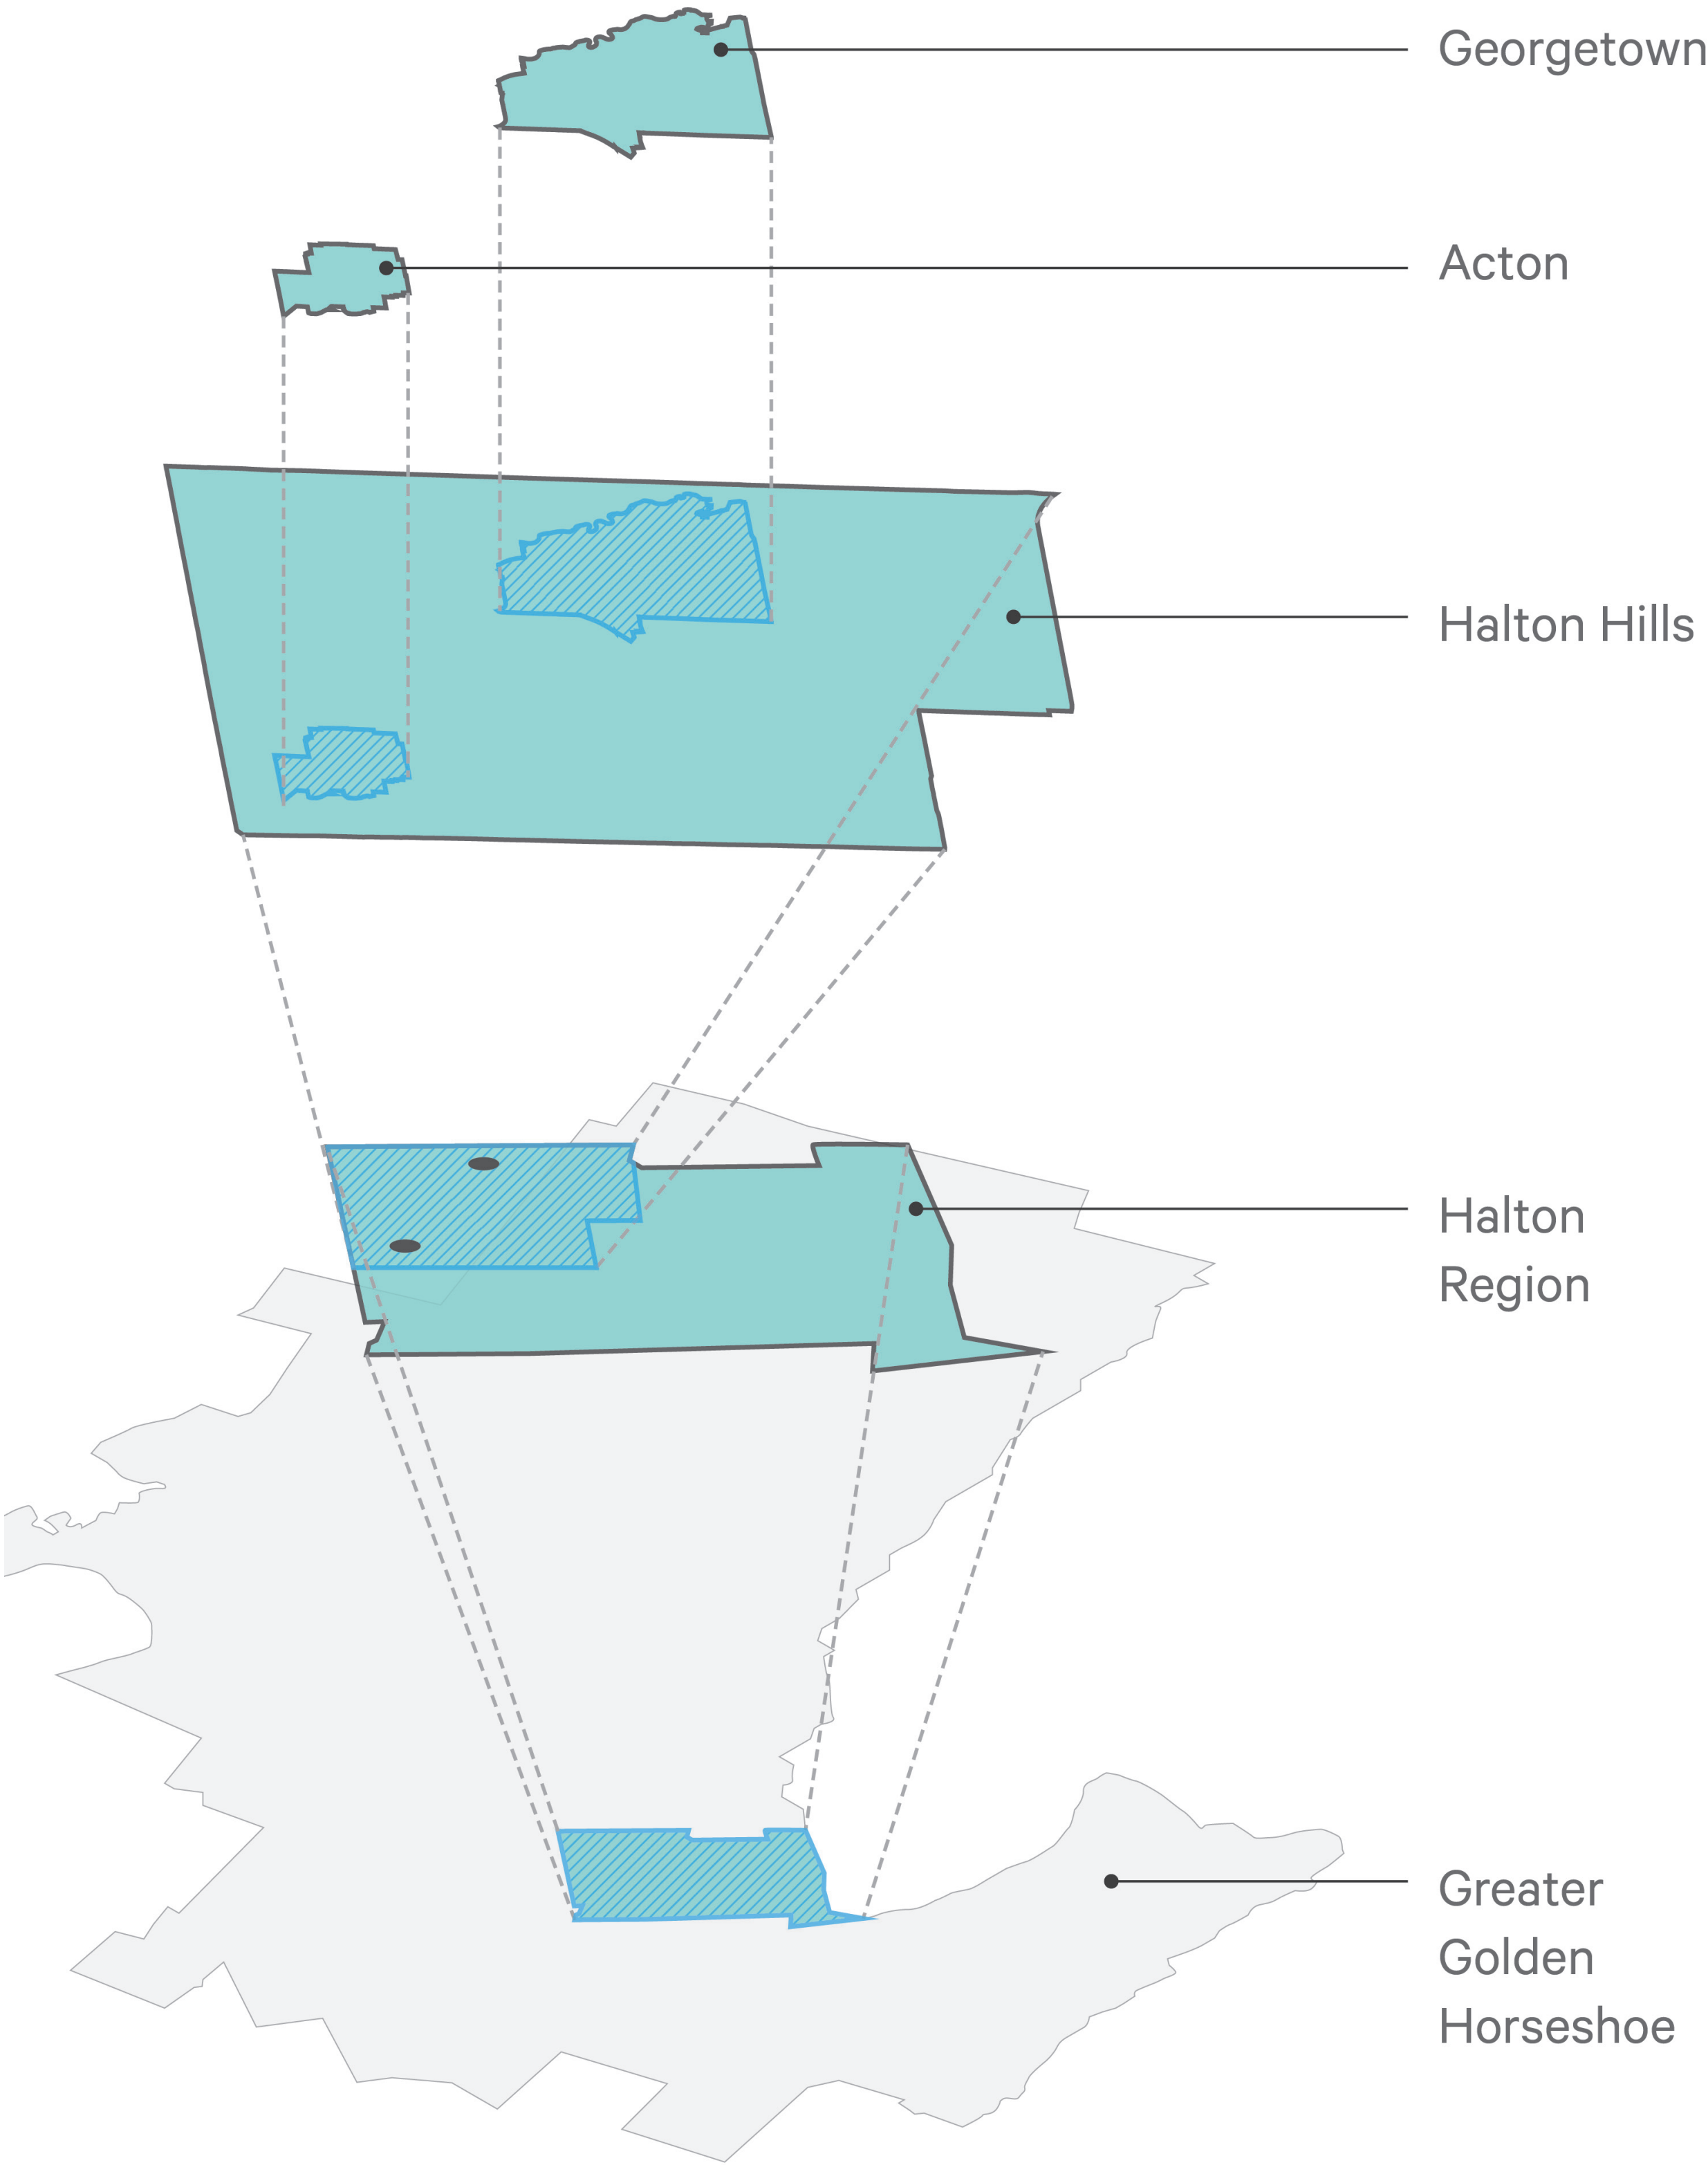 Georgetown
Acton
Halton Hills
Halton
Region
Greater
Golden
Horseshoe